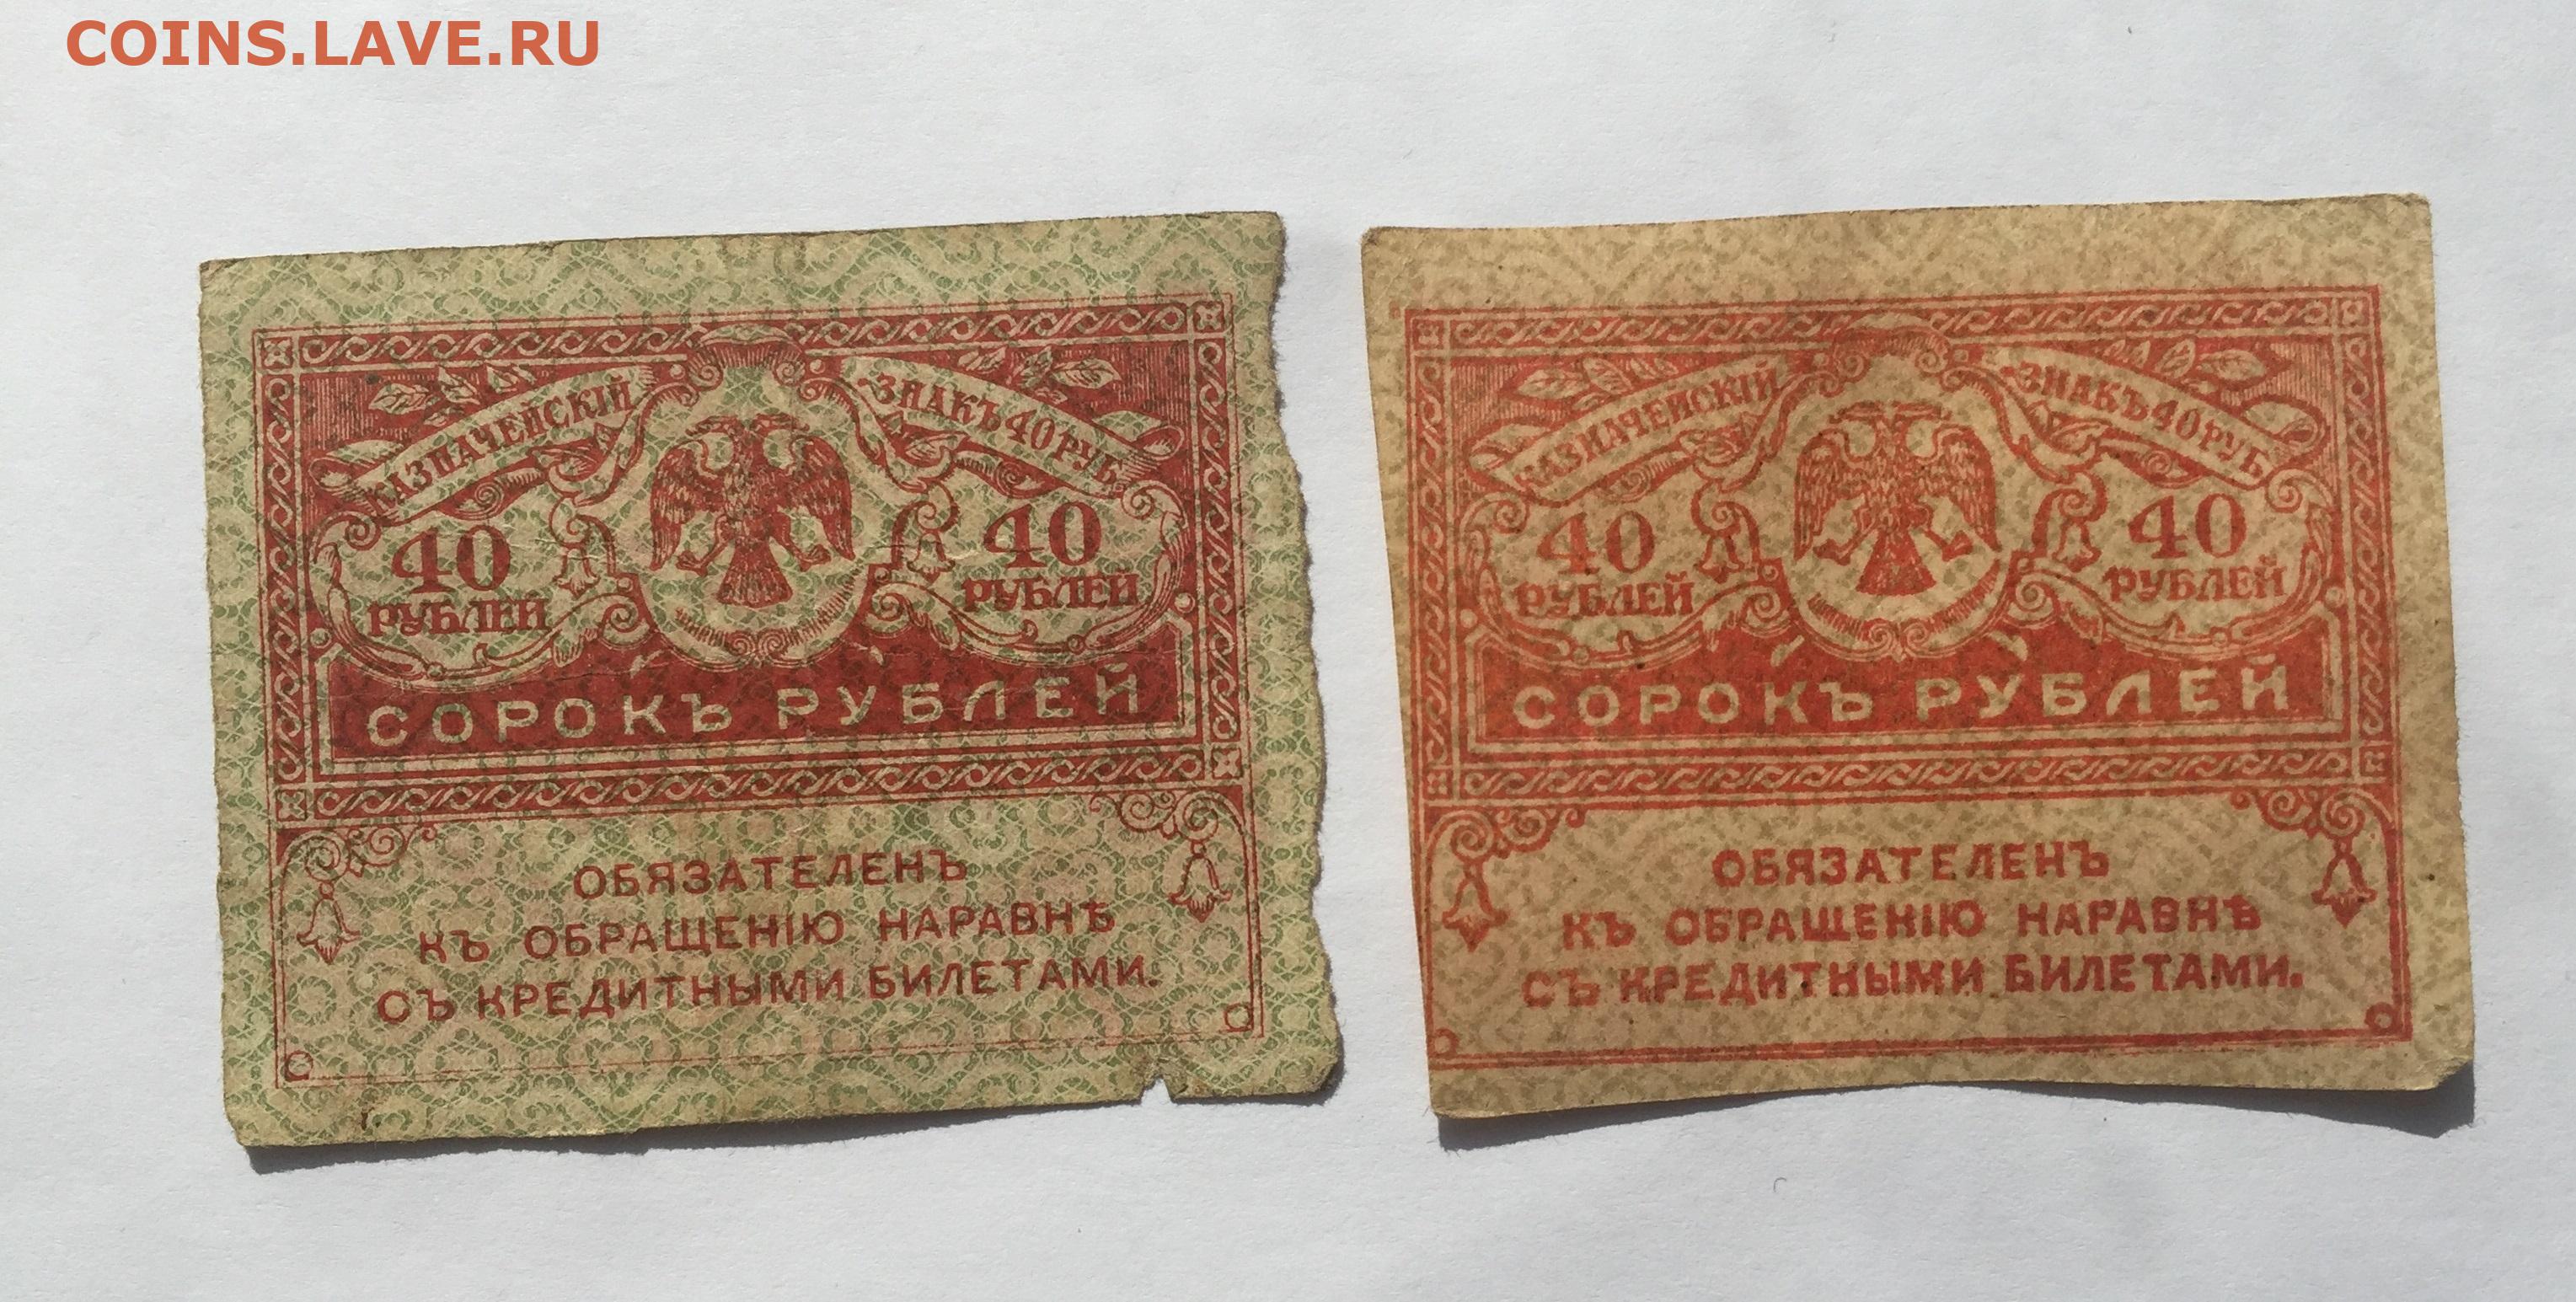 COINS.LAVE.RU
КАЗНАЧЕЙСКІЙ ЗНАКЪ 40 РУБ.
40 РУБЛЕЙ
40 РУБЛЕЙ
СОРОКЪ РУБЛЕЙ
ОБЯЗАТЕЛЕНЪ
КЪ ОБРАЩЕНІЮ НАРАВНѢ
СЪ КРЕДИТНЫМИ БИЛЕТАМИ.
КАЗНАЧЕЙСКІЙ ЗНАКЪ 40 РУБ.
40 РУБЛЕЙ
40 РУБЛЕЙ
СОРОКЪ РУБЛЕЙ
ОБЯЗАТЕЛЕНЪ
КЪ ОБРАЩЕНІЮ НАРАВНѢ
СЪ КРЕДИТНЫМИ БИЛЕТАМИ.